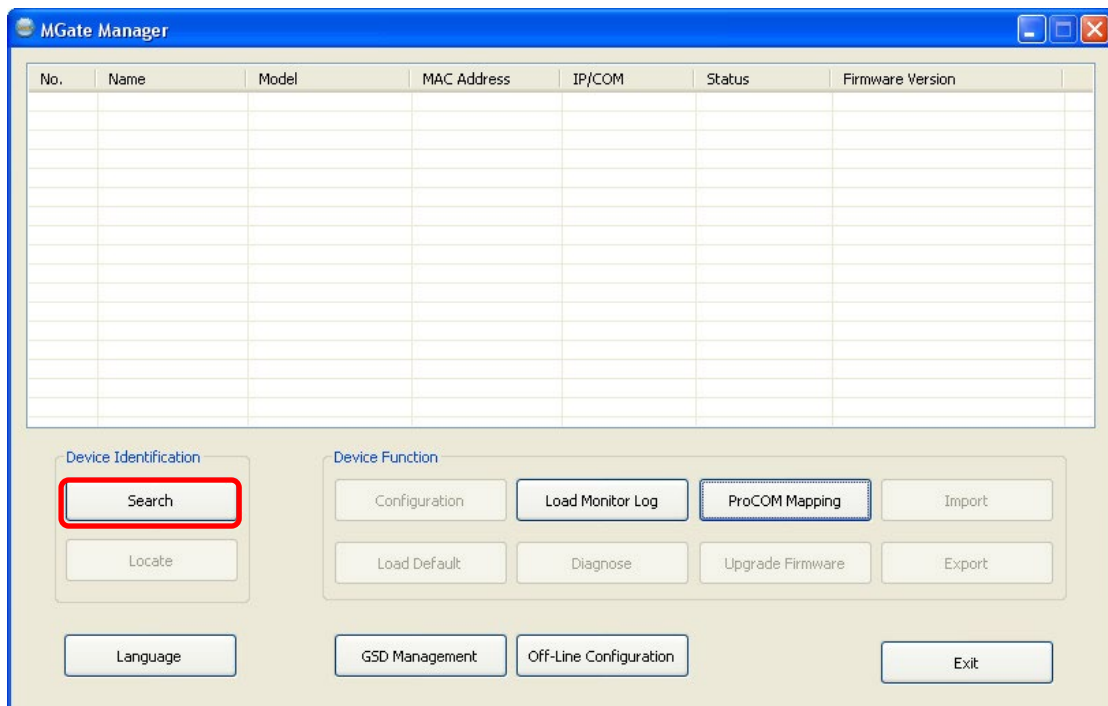 MGate Manager
No. Name Model MAC Address IP/COM Status Firmware Version
Device Identification Device Function
Search Configuration Load Monitor Log ProCOM Mapping Import
Locate Load Default Diagnose Upgrade Firmware Export
Language GSD Management Off-Line Configuration Exit